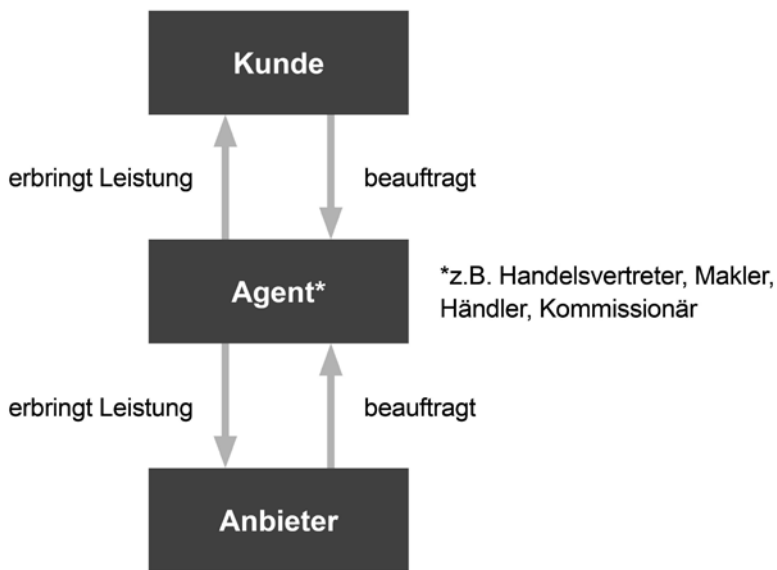 Kunde
erbringt Leistung
beauftragt
Agent*
*z.B. Handelsvertreter, Makler,
Händler, Kommissionär
erbringt Leistung
beauftragt
Anbieter